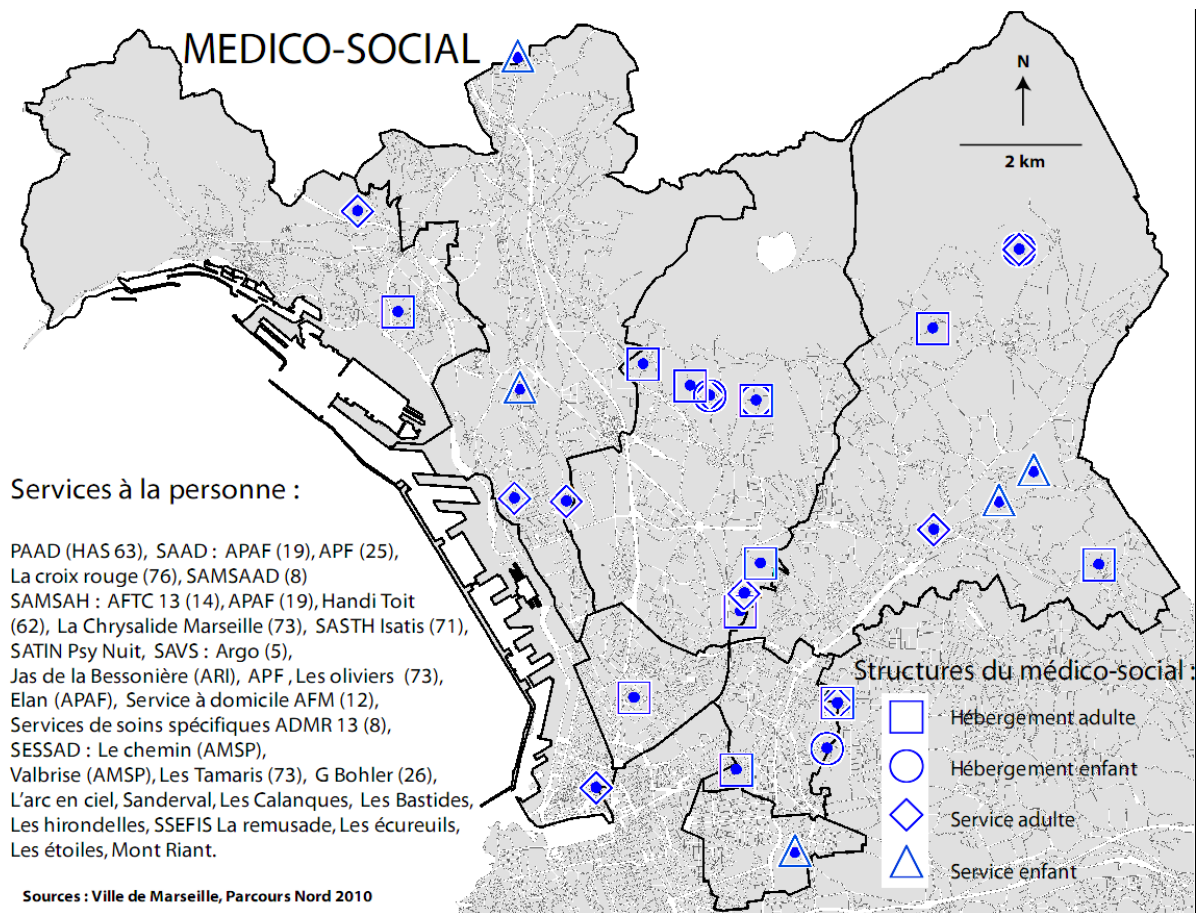 MEDICO-SOCIAL
N
2 km
Services à la personne :
PAAD (HAS 63), SAAD : APAF (19), APF (25),
La croix rouge (76), SAMSAAD (8)
SAMSAH : AFTC 13 (14), APAF (19), Handi Toit
(62), La Chrysalide Marseille (73), SASTH Isatis (71),
SATIN Psy Nuit, SAVS : Argo (5),
Jas de la Bessonière (ARI), APF , Les oliviers (73),
Elan (APAF), Service à domicile AFM (12),
Services de soins spécifiques ADMR 13 (8),
SESSAD : Le chemin (AMSP),
Valbrise (AMSP), Les Tamaris (73), G Bohler (26),
L'arc en ciel, Sanderval, Les Calanques, Les Bastides,
Les hirondelles, SSEFIS La remusade, Les écureuils,
Les étoiles, Mont Riant.
Sources : Ville de Marseille, Parcours Nord 2010
Structures du médico-social :
Hébergement adulte
Hébergement enfant
Service adulte
Service enfant